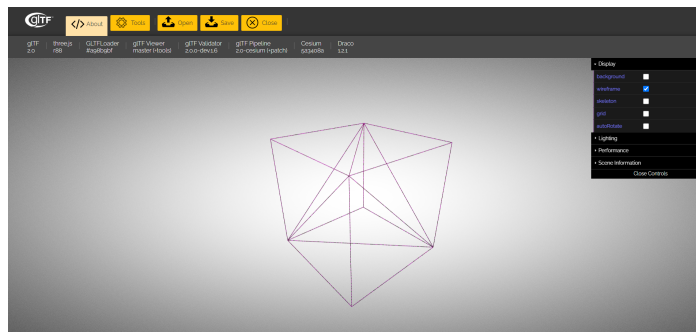 glTF
</> About
Tools
Open
Save
Close
glTF
2.0
three.js
r88
GLTFLoader
glTF Viewer
master (+tools)
glTF Validator
2.0.0-dev.1.6
glTF Pipeline
2.0-cesium (+patch)
Cesium
Draco
1.2.1
Display
background
wireframe
skeleton
grid
autoRotate
Lighting
Performance
Scene Information
Close Controls